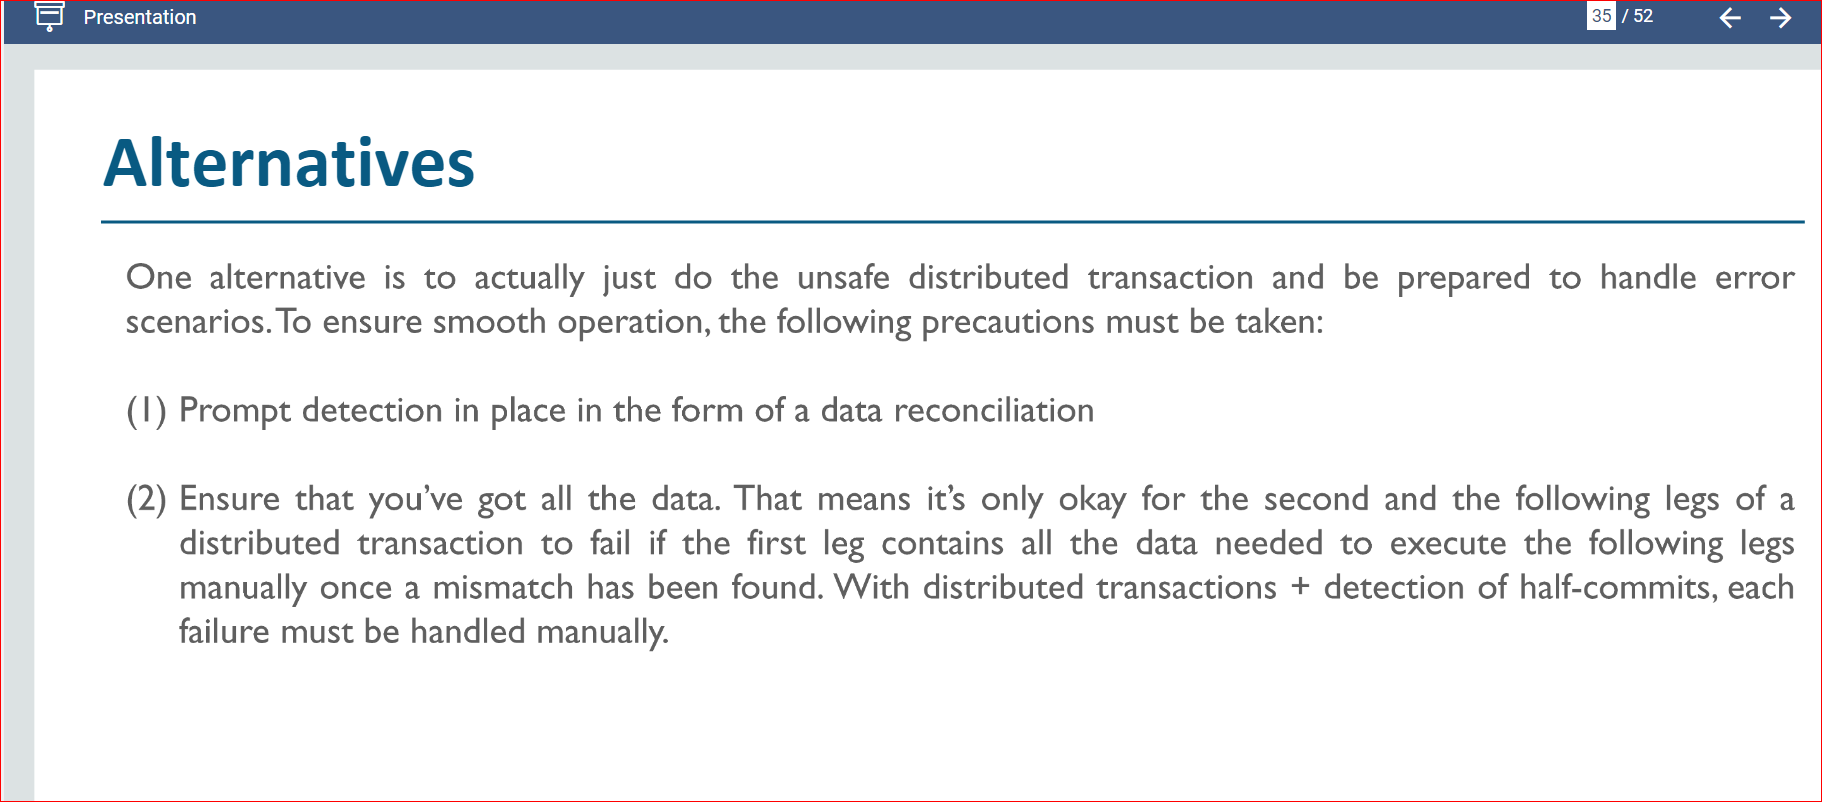 Presentation
35 / 52
Alternatives
One alternative is to actually just do the unsafe distributed transaction and be prepared to handle error
scenarios. To ensure smooth operation, the following precautions must be taken:
(1) Prompt detection in place in the form of a data reconciliation
(2) Ensure that you’ve got all the data. That means it’s only okay for the second and the following legs of a
distributed transaction to fail if the first leg contains all the data needed to execute the following legs
manually once a mismatch has been found. With distributed transactions + detection of half-commits, each
failure must be handled manually.